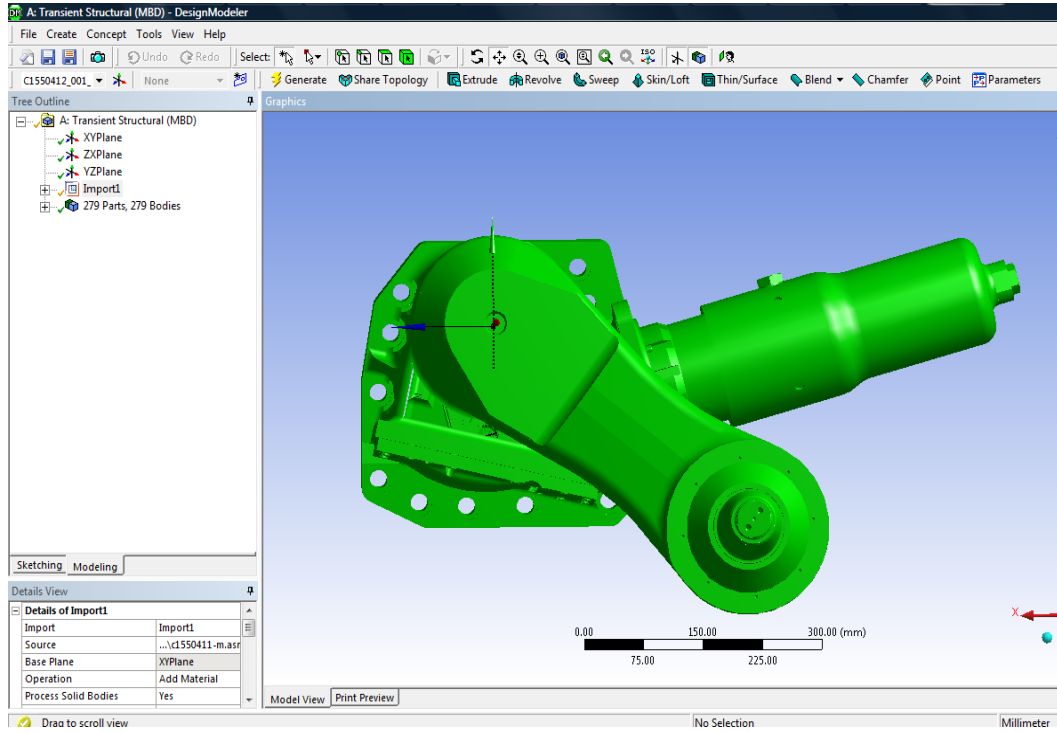 A: Transient Structural (MBD) - DesignModeler
File Create Concept Tools View Help
Undo Redo Select: ISO
C1550412_001_ None Generate Share Topology Extrude Revolve Sweep Skin/Loft Thin/Surface Blend Chamfer Point Parameters
Tree Outline
A: Transient Structural (MBD)
XYPlane
ZXPlane
YZPlane
Import1
279 Parts, 279 Bodies
Sketching Modeling
Details View
Details of Import1
Import Import1
Source ...\c1550411-m.asr
Base Plane XYPlane
Operation Add Material
Process Solid Bodies Yes
Graphics
X
0.00 150.00 300.00 (mm)
75.00 225.00
Model View Print Preview
Drag to scroll view No Selection Millimeter